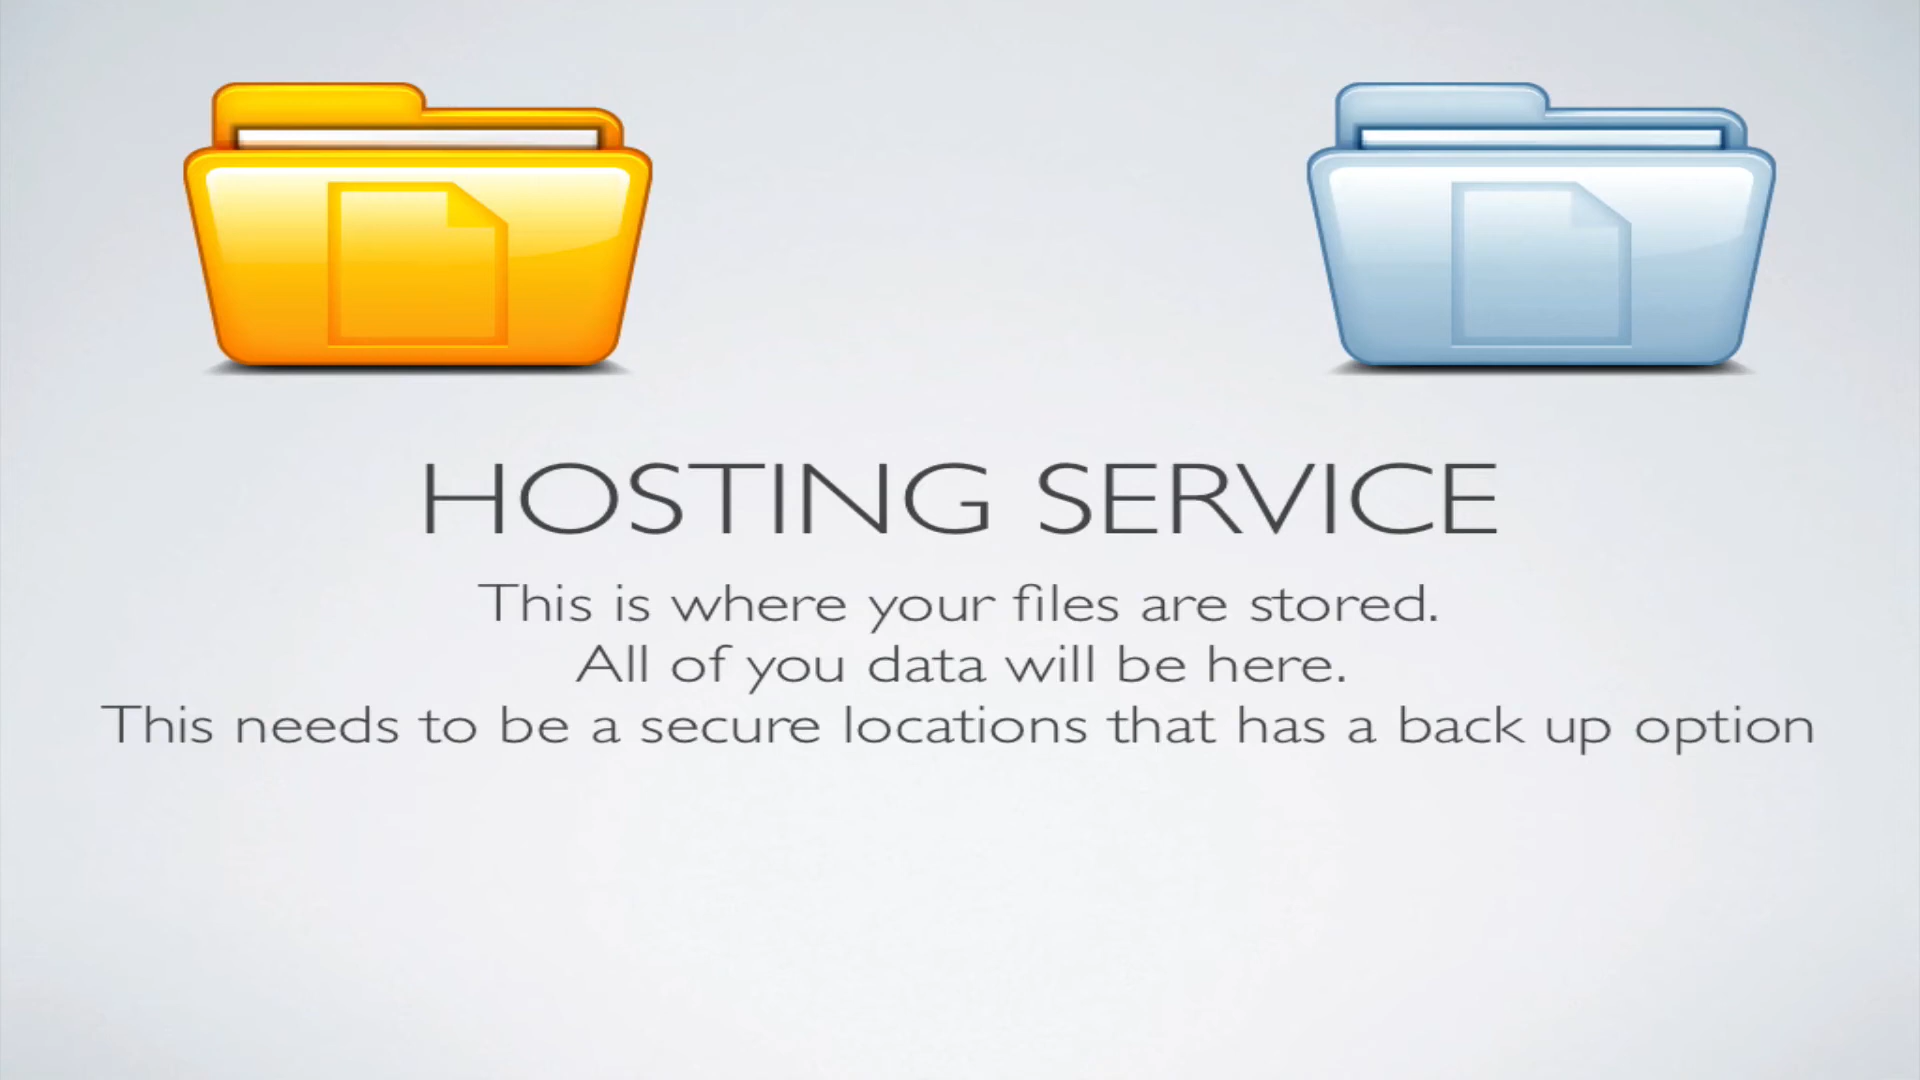 HOSTING SERVICE
This is where your files are stored.
All of you data will be here.
This needs to be a secure locations that has a back up option